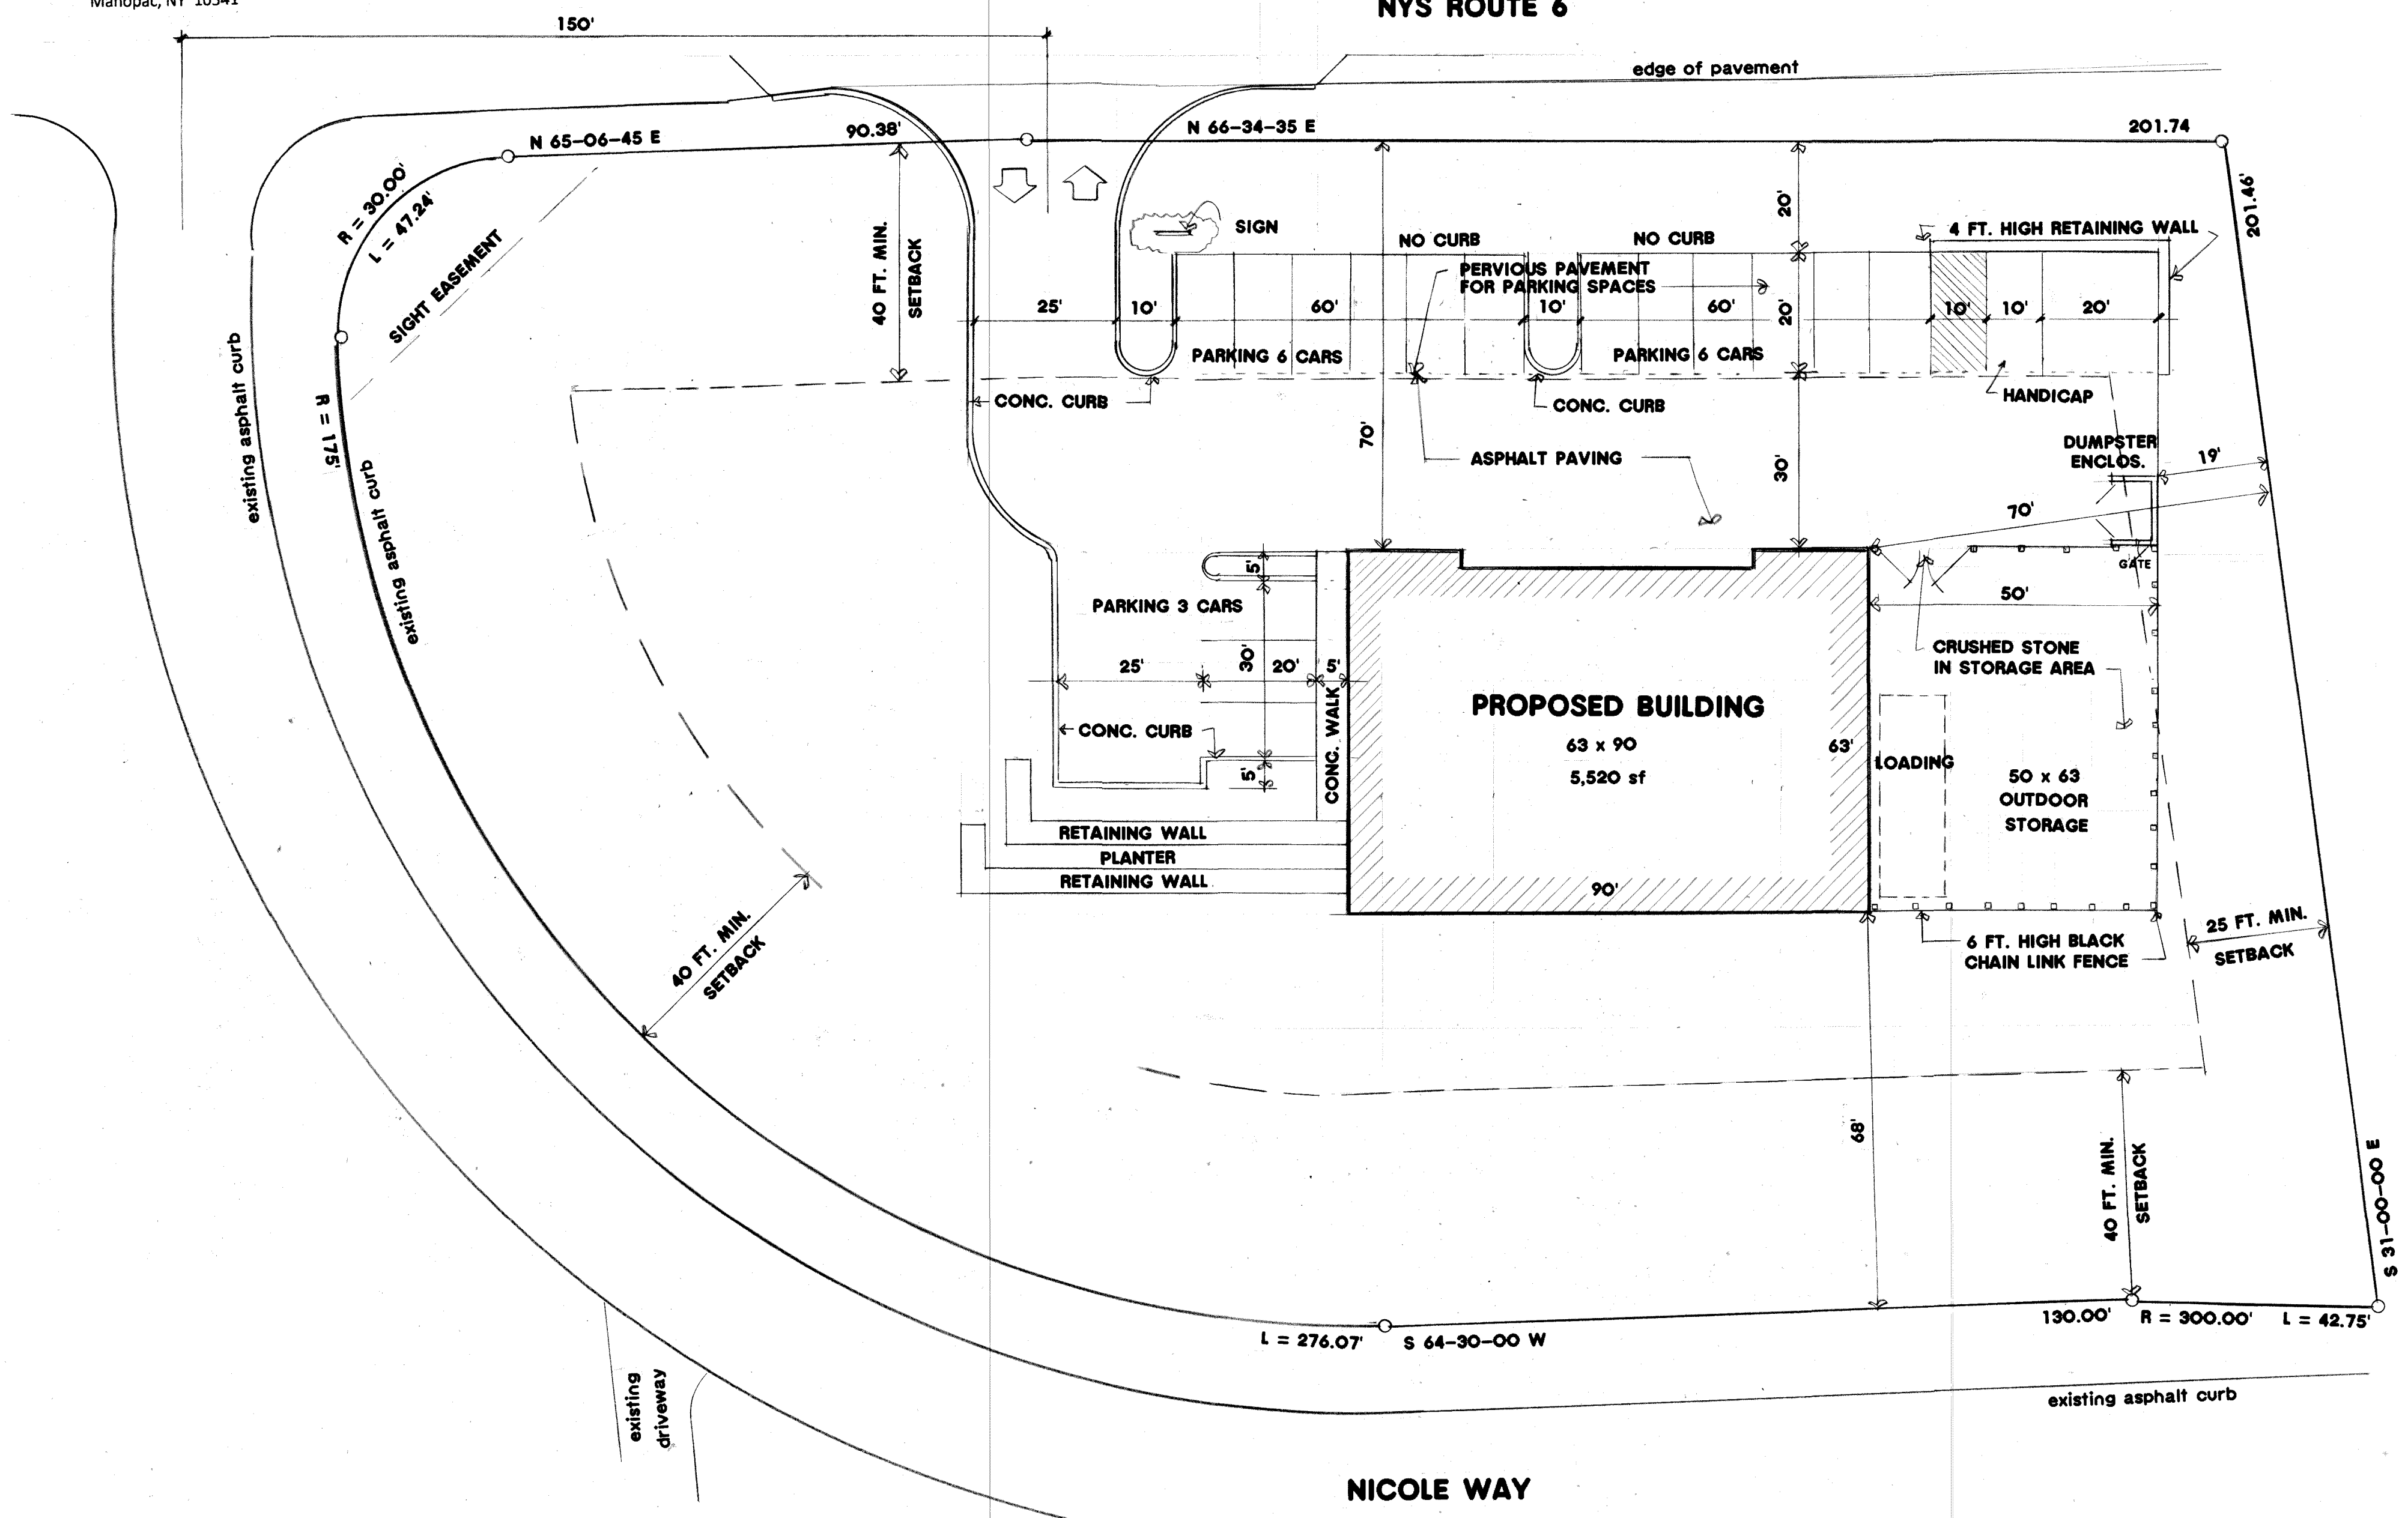 Mahopac, NY 10541
NYS ROUTE 6
150'
edge of pavement
N 65-06-45 E
90.38'
N 66-34-35 E
201.74
201.46'
R = 30.00'
L = 47.24'
SIGHT EASEMENT
40 FT. MIN.
SETBACK
SIGN
NO CURB
NO CURB
20'
4 FT. HIGH RETAINING WALL
PERVIOUS PAVEMENT
FOR PARKING SPACES
25'
10'
60'
10'
60'
20'
10'
10'
20'
PARKING 6 CARS
PARKING 6 CARS
CONC. CURB
CONC. CURB
HANDICAP
R = 175'
existing asphalt curb
existing asphalt curb
70'
ASPHALT PAVING
30'
DUMPSTER
ENCLOS.
19'
70'
GATE
5'
PARKING 3 CARS
50'
CRUSHED STONE
IN STORAGE AREA
25'
30'
20'
5'
CONC. WALK
CONC. CURB
5'
PROPOSED BUILDING
63 x 90
5,520 sf
63'
90'
LOADING
50 x 63
OUTDOOR
STORAGE
RETAINING WALL
PLANTER
RETAINING WALL
40 FT. MIN.
SETBACK
6 FT. HIGH BLACK
CHAIN LINK FENCE
25 FT. MIN.
SETBACK
68'
40 FT. MIN.
SETBACK
S 31-00-00 E
L = 276.07'
S 64-30-00 W
130.00'
R = 300.00'
L = 42.75'
existing
driveway
existing asphalt curb
NICOLE WAY